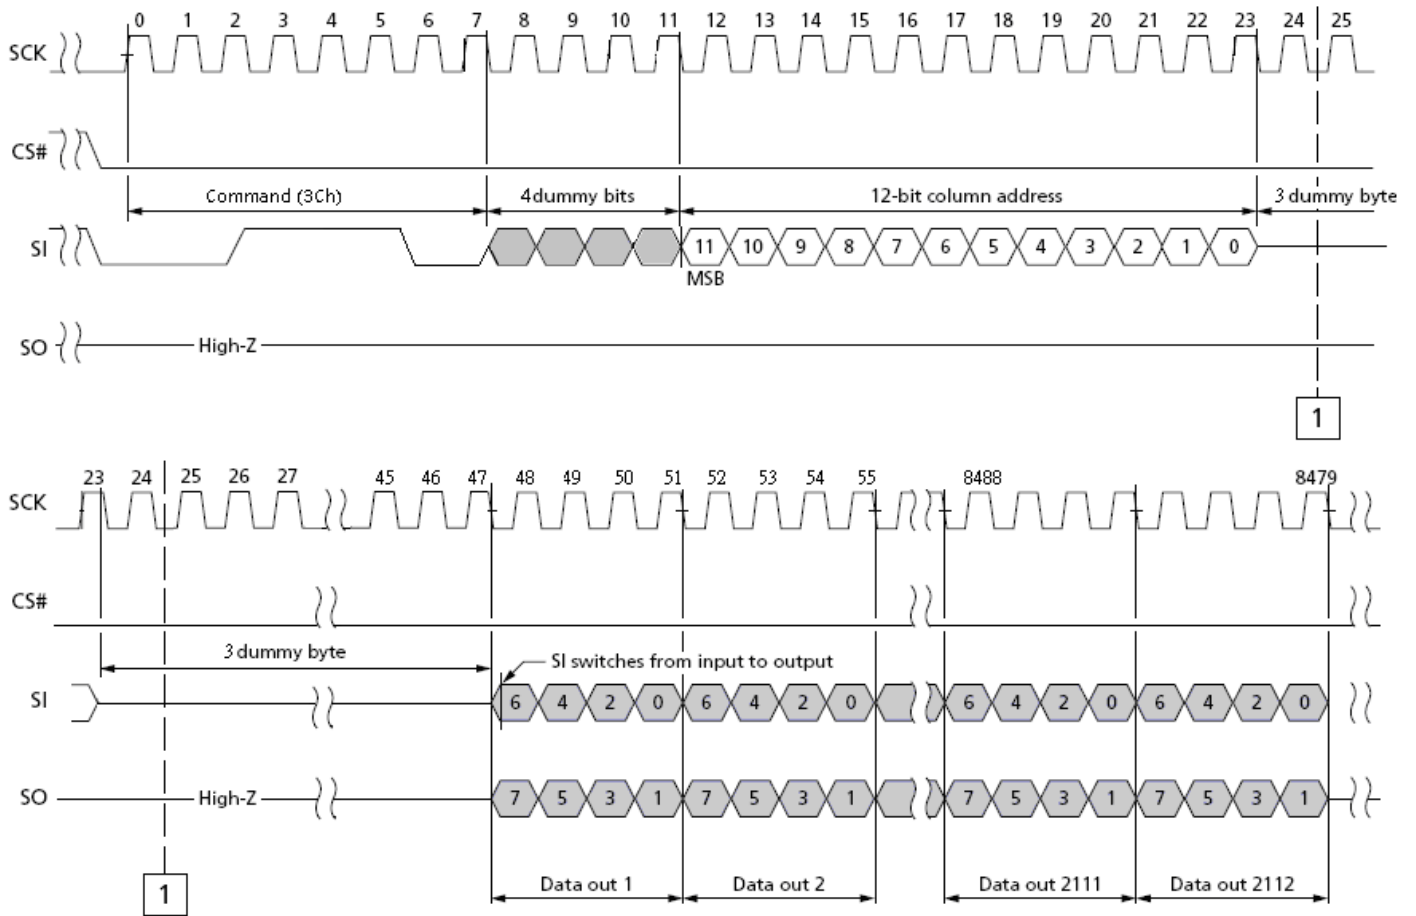 0 1 2 3 4 5 6 7 8 9 10 11 12 13 14 15 16 17 18 19 20 21 22 23 24 25
SCK
CS#
Command (3Ch) 4dummy bits 12-bit column address 3 dummy byte
SI 11 10 9 8 7 6 5 4 3 2 1 0
MSB
SO High-Z
1
23 24 25 26 27 45 46 47 48 49 50 51 52 53 54 55 8488 8479
SCK
CS#
3 dummy byte
SI switches from input to output
SI 6 4 2 0 6 4 2 0 6 4 2 0 6 4 2 0
SO High-Z 7 5 3 1 7 5 3 1 7 5 3 1 7 5 3 1
Data out 1 Data out 2 Data out 2111 Data out 2112
1